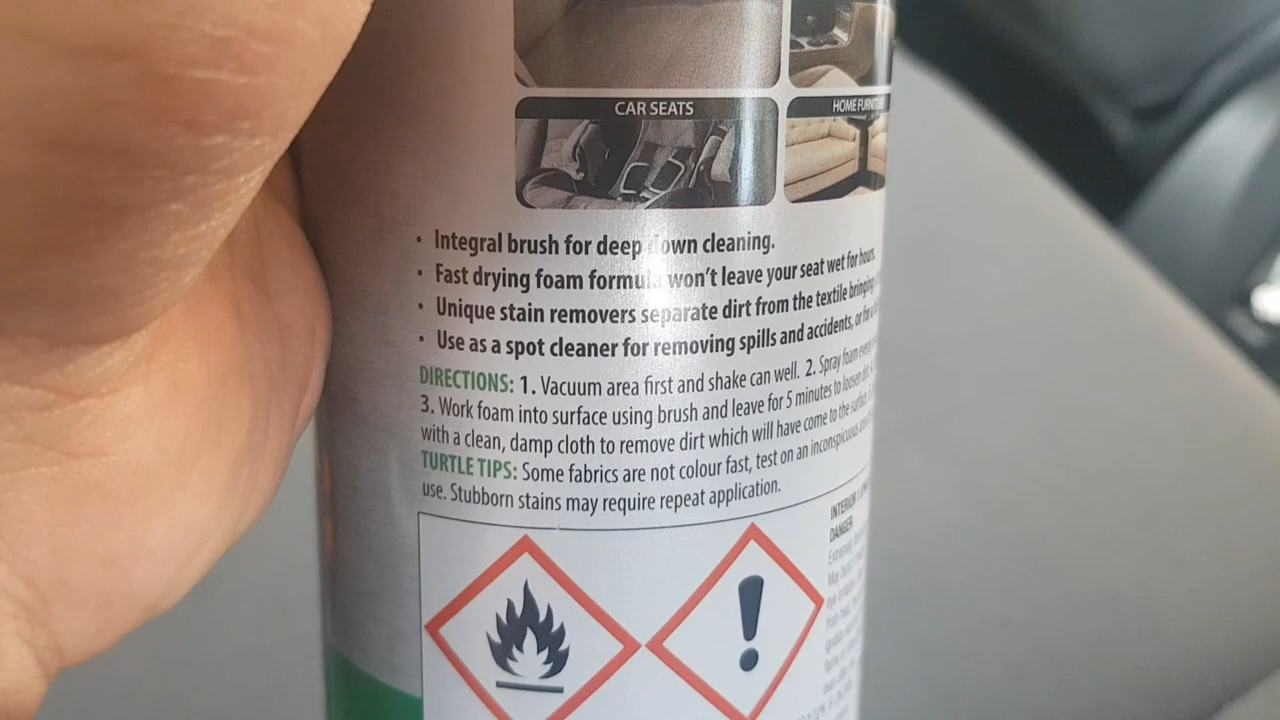 CAR SEATS
HOME FURNIT
• Integral brush for deep down cleaning.
• Fast drying foam formula won't leave your seat wet for hours.
• Unique stain removers separate dirt from the textile bringing
• Use as a spot cleaner for removing spills and accidents, or for a
DIRECTIONS: 1. Vacuum area first and shake can well. 2. Spray foam
3. Work foam into surface using brush and leave for 5 minutes to loosen dirt.
with a clean, damp cloth to remove dirt which will have come to the surface.
TURTLE TIPS: Some fabrics are not colour fast, test on an inconspicuous
use. Stubborn stains may require repeat application.
INTERIOR 1
DANGER